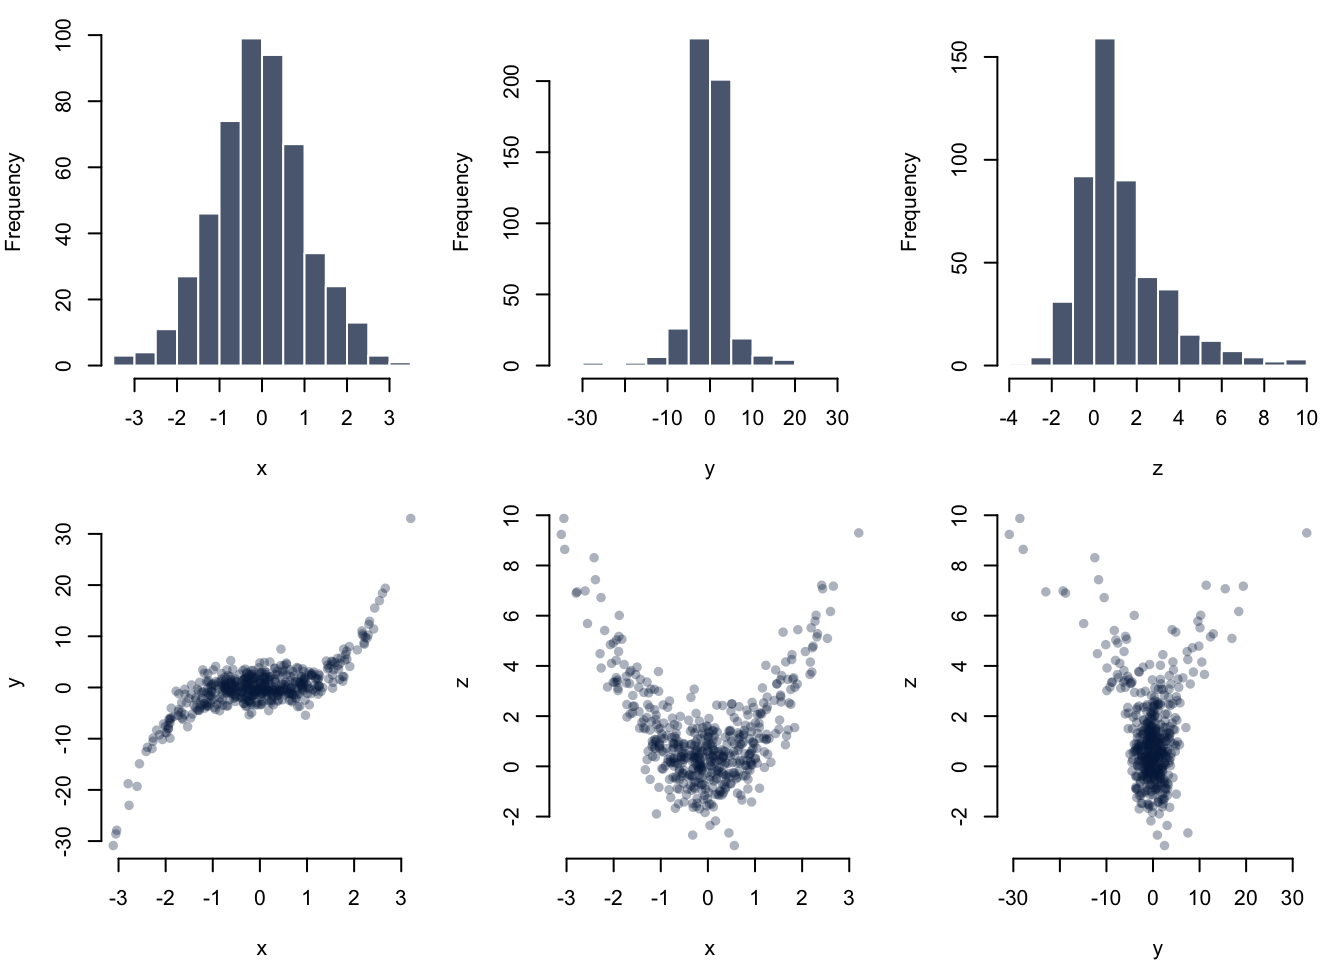 Frequency
0 20 40 60 80 100
-3 -2 -1 0 1 2 3
x
Frequency
0 50 100 150 200
-30 -10 0 10 20 30
y
Frequency
0 50 100 150
-4 -2 0 2 4 6 8 10
z
y
-30 -20 -10 0 10 20 30
-3 -2 -1 0 1 2 3
x
z
-2 0 2 4 6 8 10
-3 -2 -1 0 1 2 3
x
z
-2 0 2 4 6 8 10
-30 -10 0 10 20 30
y